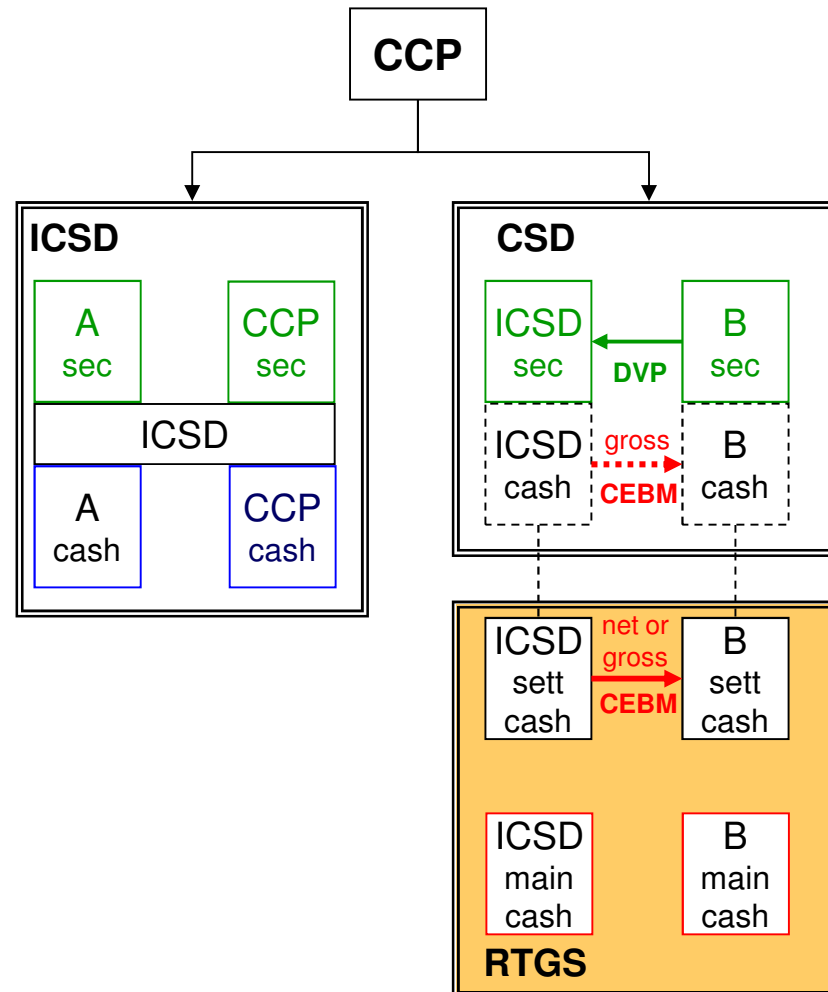 CCP
ICSD
A
sec
CCP
sec
ICSD
A
cash
CCP
cash
CSD
ICSD
sec
DVP
B
sec
ICSD
cash
gross
CEBM
B
cash
ICSD
sett
cash
net or
gross
CEBM
B
sett
cash
ICSD
main
cash
B
main
cash
RTGS